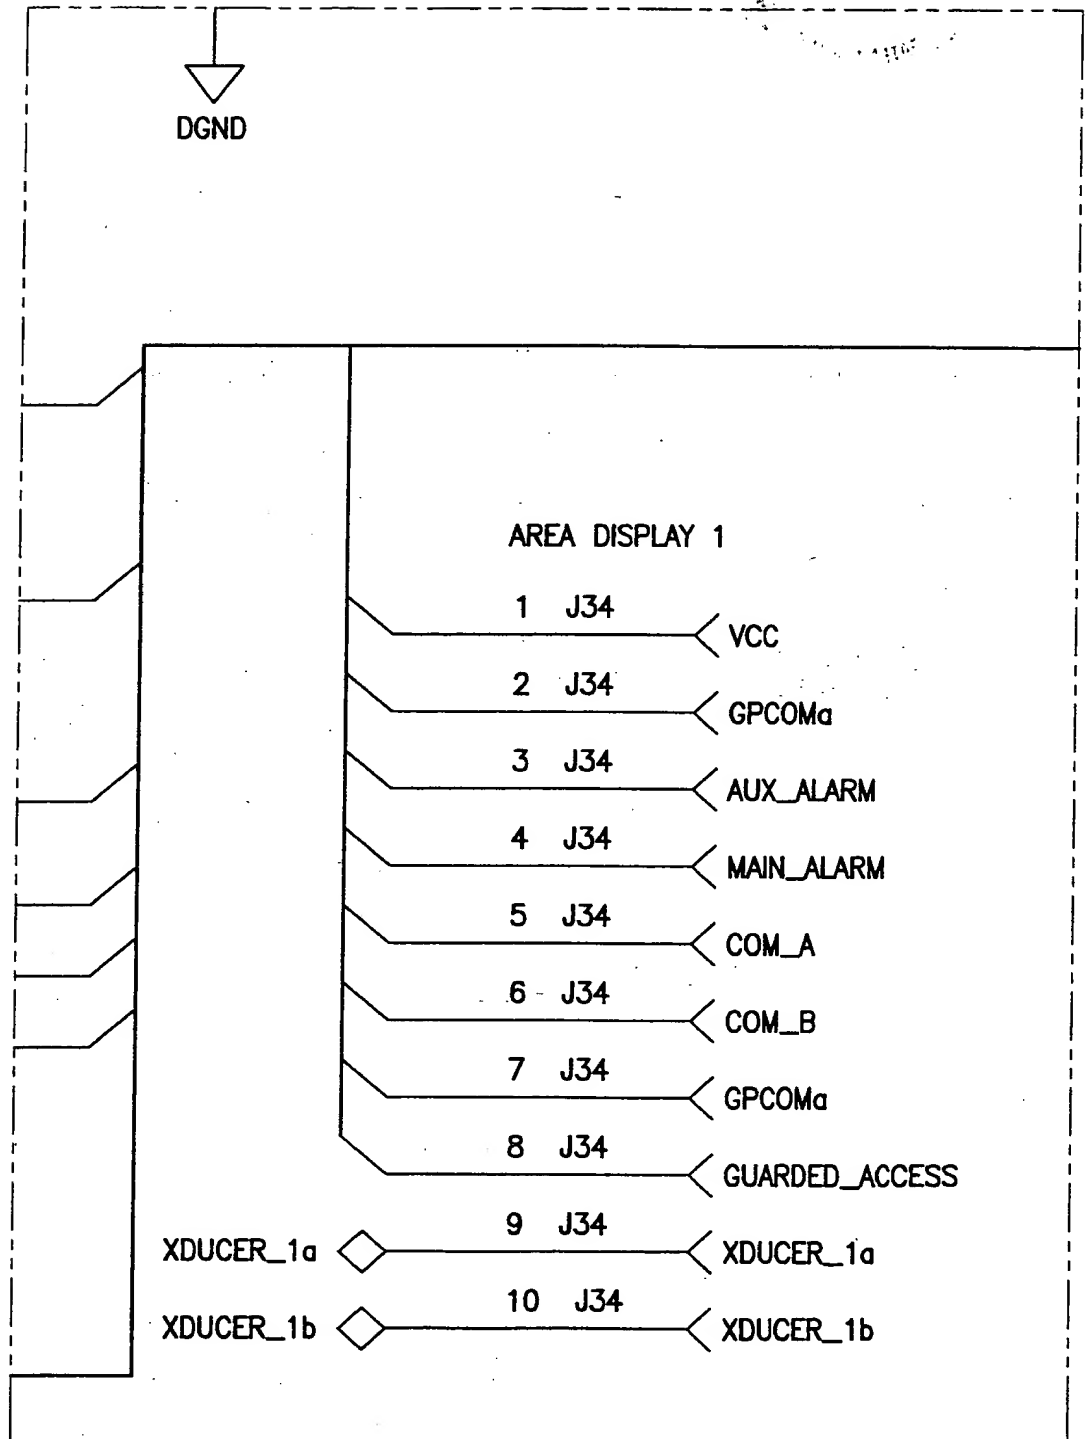 DGND
AREA DISPLAY 1
1 J34
VCC
2 J34
GPCOMa
3 J34
AUX_ALARM
4 J34
MAIN_ALARM
5 J34
COM_A
6 J34
COM_B
7 J34
GPCOMa
8 J34
GUARDED_ACCESS
9 J34
XDUCER_1a XDUCER_1a
10 J34
XDUCER_1b XDUCER_1b